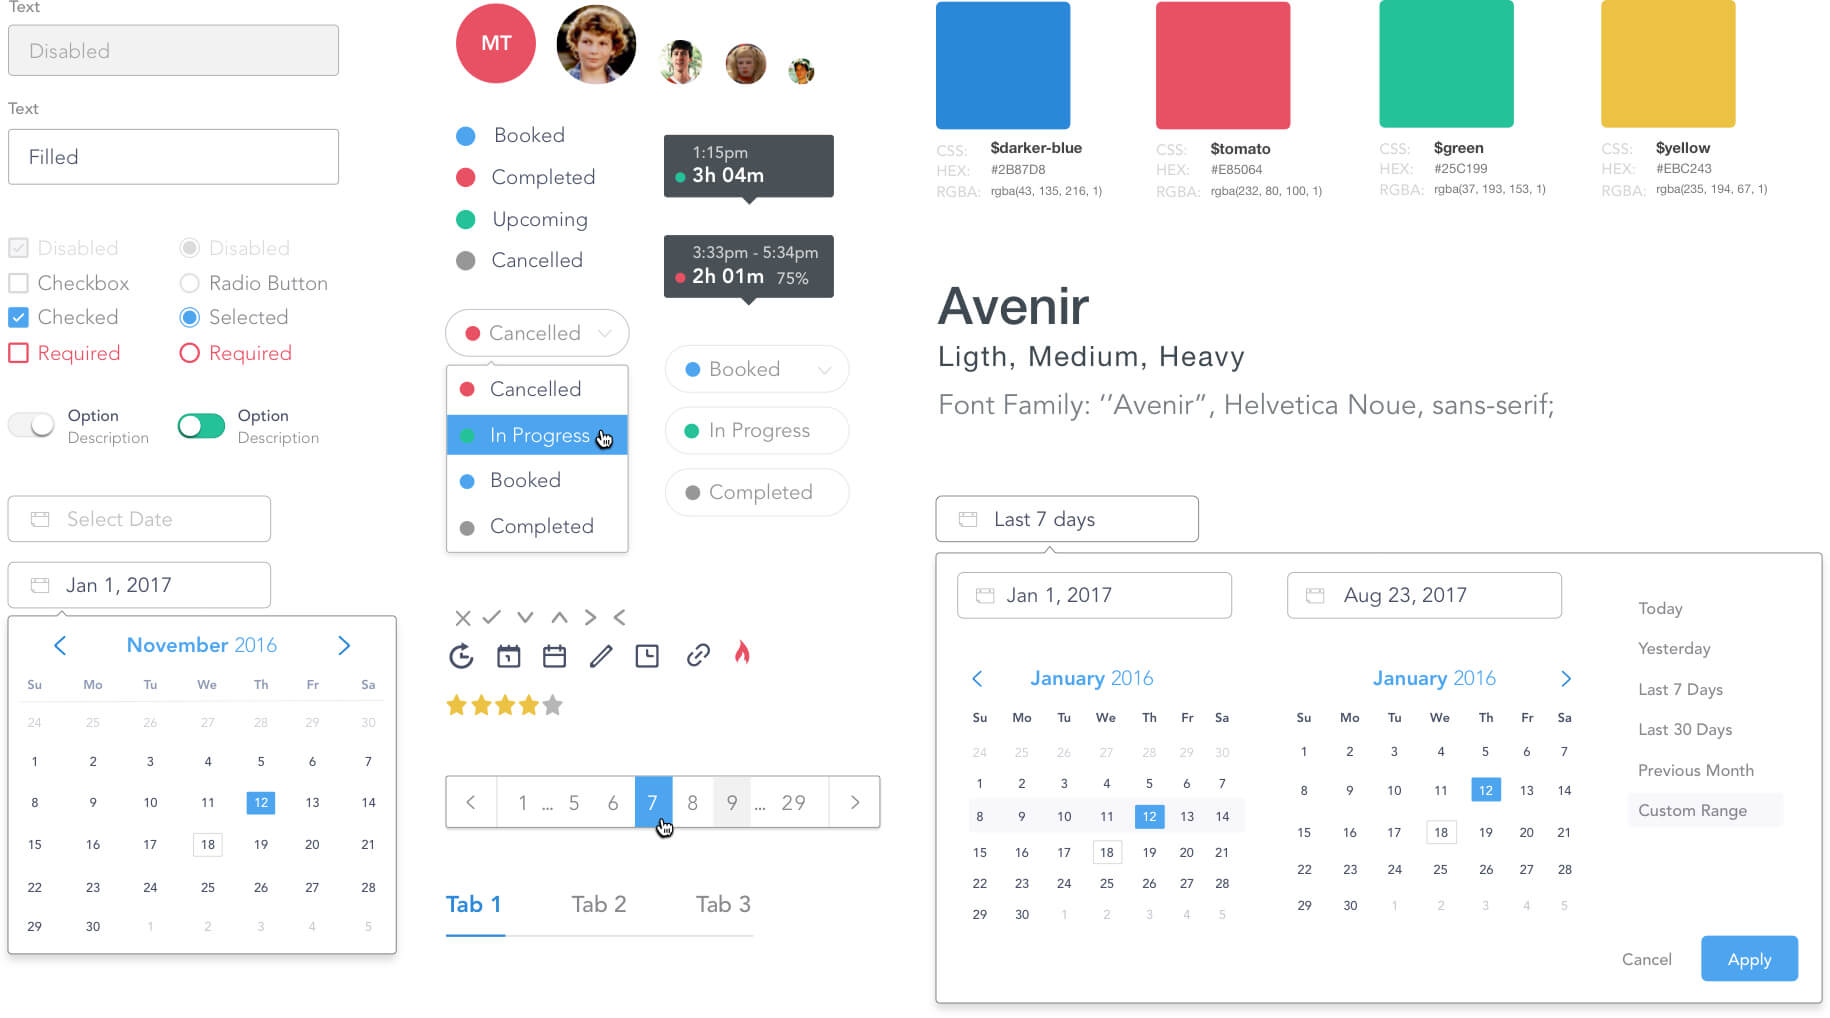 Text
Disabled
Text
Filled
Disabled
Disabled
Checkbox
Radio Button
Checked
Selected
Required
Required
Option
Description
Option
Description
Select Date
Jan 1, 2017
November 2016
Su Mo Tu We Th Fr Sa
24 25 26 27 28 29 30
1 2 3 4 5 6 7
8 9 10 11 12 13 14
15 16 17 18 19 20 21
22 23 24 25 26 27 28
29 30 1 2 3 4 5
MT
Booked
Completed
Upcoming
Cancelled
1:15pm
3h 04m
3:33pm - 5:34pm
2h 01m 75%
Cancelled
Cancelled
In Progress
Booked
Completed
Booked
In Progress
Completed
1 ... 5 6 7 8 9 ... 29
Tab 1 Tab 2 Tab 3
CSS: $darker-blue
HEX: #2B87D8
RGBA: rgba(43, 135, 216, 1)
CSS: $tomato
HEX: #E85064
RGBA: rgba(232, 80, 100, 1)
CSS: $green
HEX: #25C199
RGBA: rgba(37, 193, 153, 1)
CSS: $yellow
HEX: #EBC243
RGBA: rgba(235, 194, 67, 1)
Avenir
Ligth, Medium, Heavy
Font Family: ‘’Avenir”, Helvetica Noue, sans-serif;
Last 7 days
Jan 1, 2017
Aug 23, 2017
January 2016
Su Mo Tu We Th Fr Sa
24 25 26 27 28 29 30
1 2 3 4 5 6 7
8 9 10 11 12 13 14
15 16 17 18 19 20 21
22 23 24 25 26 27 28
29 30 1 2 3 4 5
January 2016
Su Mo Tu We Th Fr Sa
1 2 3 4 5 6 7
8 9 10 11 12 13 14
15 16 17 18 19 20 21
22 23 24 25 26 27 28
29 30 1 2 3 4 5
Today
Yesterday
Last 7 Days
Last 30 Days
Previous Month
Custom Range
Cancel
Apply